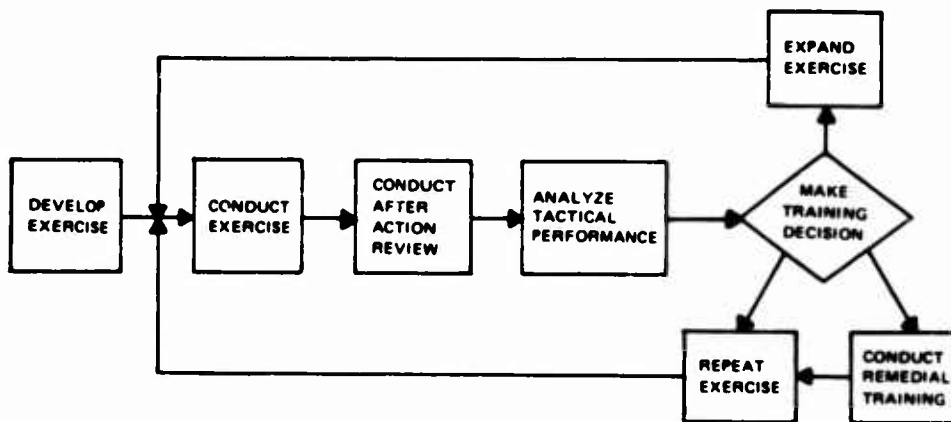 EXPAND
EXERCISE
DEVELOP
EXERCISE
CONDUCT
EXERCISE
CONDUCT
AFTER
ACTION
REVIEW
ANALYZE
TACTICAL
PERFORMANCE
MAKE
TRAINING
DECISION
REPEAT
EXERCISE
CONDUCT
REMEDIAL
TRAINING